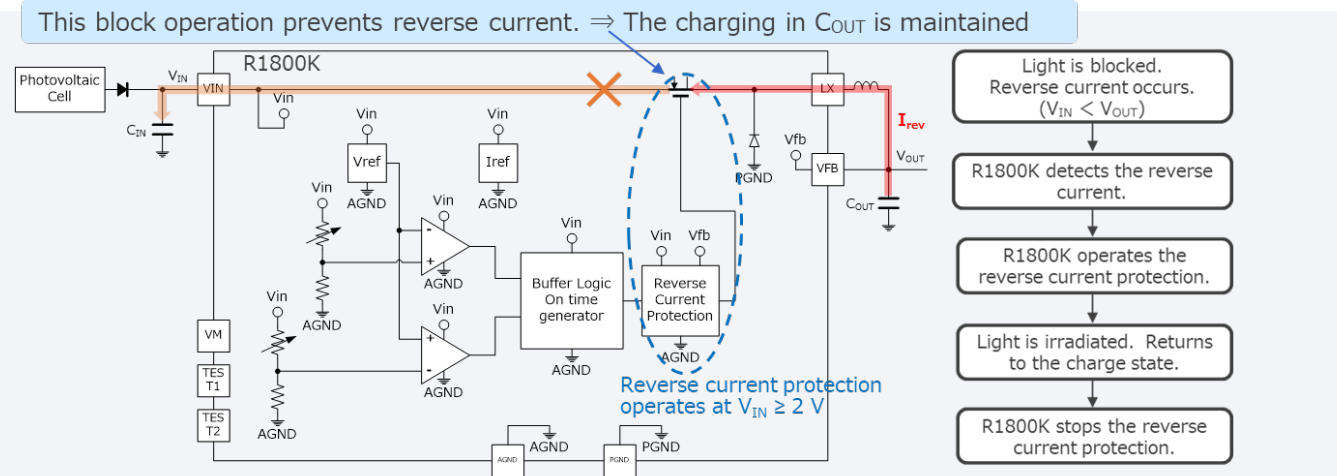 This block operation prevents reverse current. ⇒ The charging in COUT is maintained
R1800K
Photovoltaic
Cell
VIN
VIN
CIN
Vin
Vin
Vref
AGND
Vin
Iref
AGND
Vin
AGND
Vin
AGND
Vin
-
+
AGND
Vin
+
-
AGND
Vin
Buffer Logic
On time
generator
AGND
Vin
Vfb
Reverse
Current
Protection
AGND
Reverse current protection
operates at VIN ≥ 2 V
PGND
LX
Irev
Vfb
VFB
VOUT
COUT
VM
TES
T1
TES
T2
AGND
AGND
PGND
PGND
Light is blocked.
Reverse current occurs.
(VIN < VOUT)
R1800K detects the reverse
current.
R1800K operates the
reverse current protection.
Light is irradiated. Returns
to the charge state.
R1800K stops the reverse
current protection.